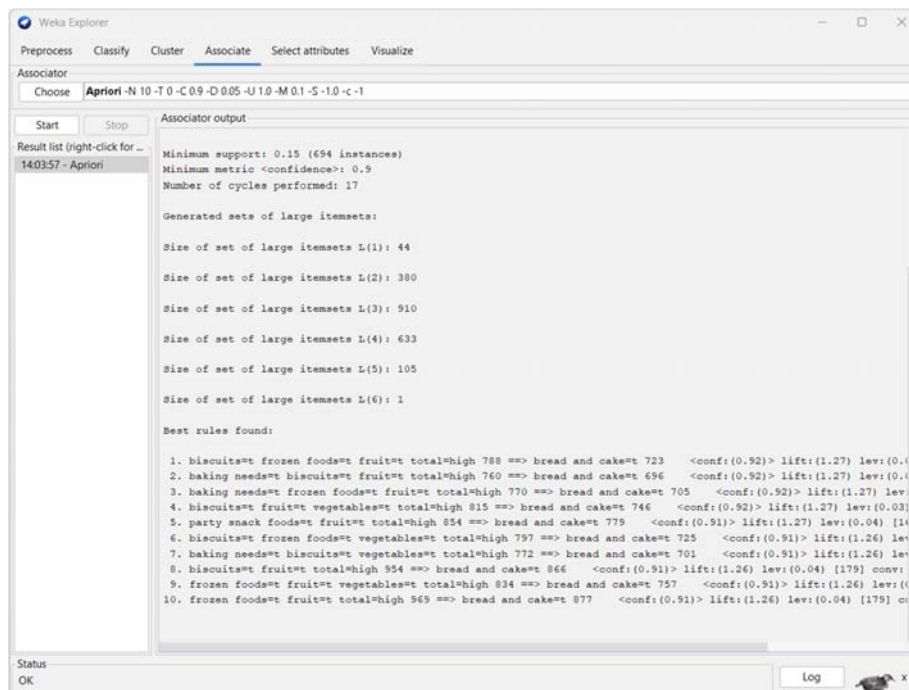 Weka Explorer
Preprocess Classify Cluster Associate Select attributes Visualize
Associator
Choose Apriori -N 10 -T 0 -C 0.9 -D 0.05 -U 1.0 -M 0.1 -S -1.0 -c -1
Start Stop
Result list (right-click for ...
14:03:57 - Apriori
Associator output
Minimum support: 0.15 (694 instances)
Minimum metric <confidence>: 0.9
Number of cycles performed: 17
Generated sets of large itemsets:
Size of set of large itemsets L(1): 44
Size of set of large itemsets L(2): 380
Size of set of large itemsets L(3): 910
Size of set of large itemsets L(4): 633
Size of set of large itemsets L(5): 105
Size of set of large itemsets L(6): 1
Best rules found:
1. biscuits=t frozen foods=t fruit=t total=high 788 ==> bread and cake=t 723 <conf:(0.92)> lift:(1.27) lev:(0.0
2. baking needs=t biscuits=t fruit=t total=high 760 ==> bread and cake=t 696 <conf:(0.92)> lift:(1.27) lev:(0.
3. baking needs=t frozen foods=t fruit=t total=high 770 ==> bread and cake=t 705 <conf:(0.92)> lift:(1.27) lev
4. biscuits=t fruit=t vegetables=t total=high 815 ==> bread and cake=t 746 <conf:(0.92)> lift:(1.27) lev:(0.03)
5. party snack foods=t fruit=t total=high 854 ==> bread and cake=t 779 <conf:(0.91)> lift:(1.27) lev:(0.04) [1
6. biscuits=t frozen foods=t vegetables=t total=high 797 ==> bread and cake=t 725 <conf:(0.91)> lift:(1.26) le
7. baking needs=t biscuits=t vegetables=t total=high 772 ==> bread and cake=t 701 <conf:(0.91)> lift:(1.26) le
8. biscuits=t fruit=t total=high 954 ==> bread and cake=t 866 <conf:(0.91)> lift:(1.26) lev:(0.04) [179] conv:
9. frozen foods=t fruit=t vegetables=t total=high 834 ==> bread and cake=t 757 <conf:(0.91)> lift:(1.26) lev:(
10. frozen foods=t fruit=t total=high 969 ==> bread and cake=t 877 <conf:(0.91)> lift:(1.26) lev:(0.04) [179] c
Status
OK
Log
x